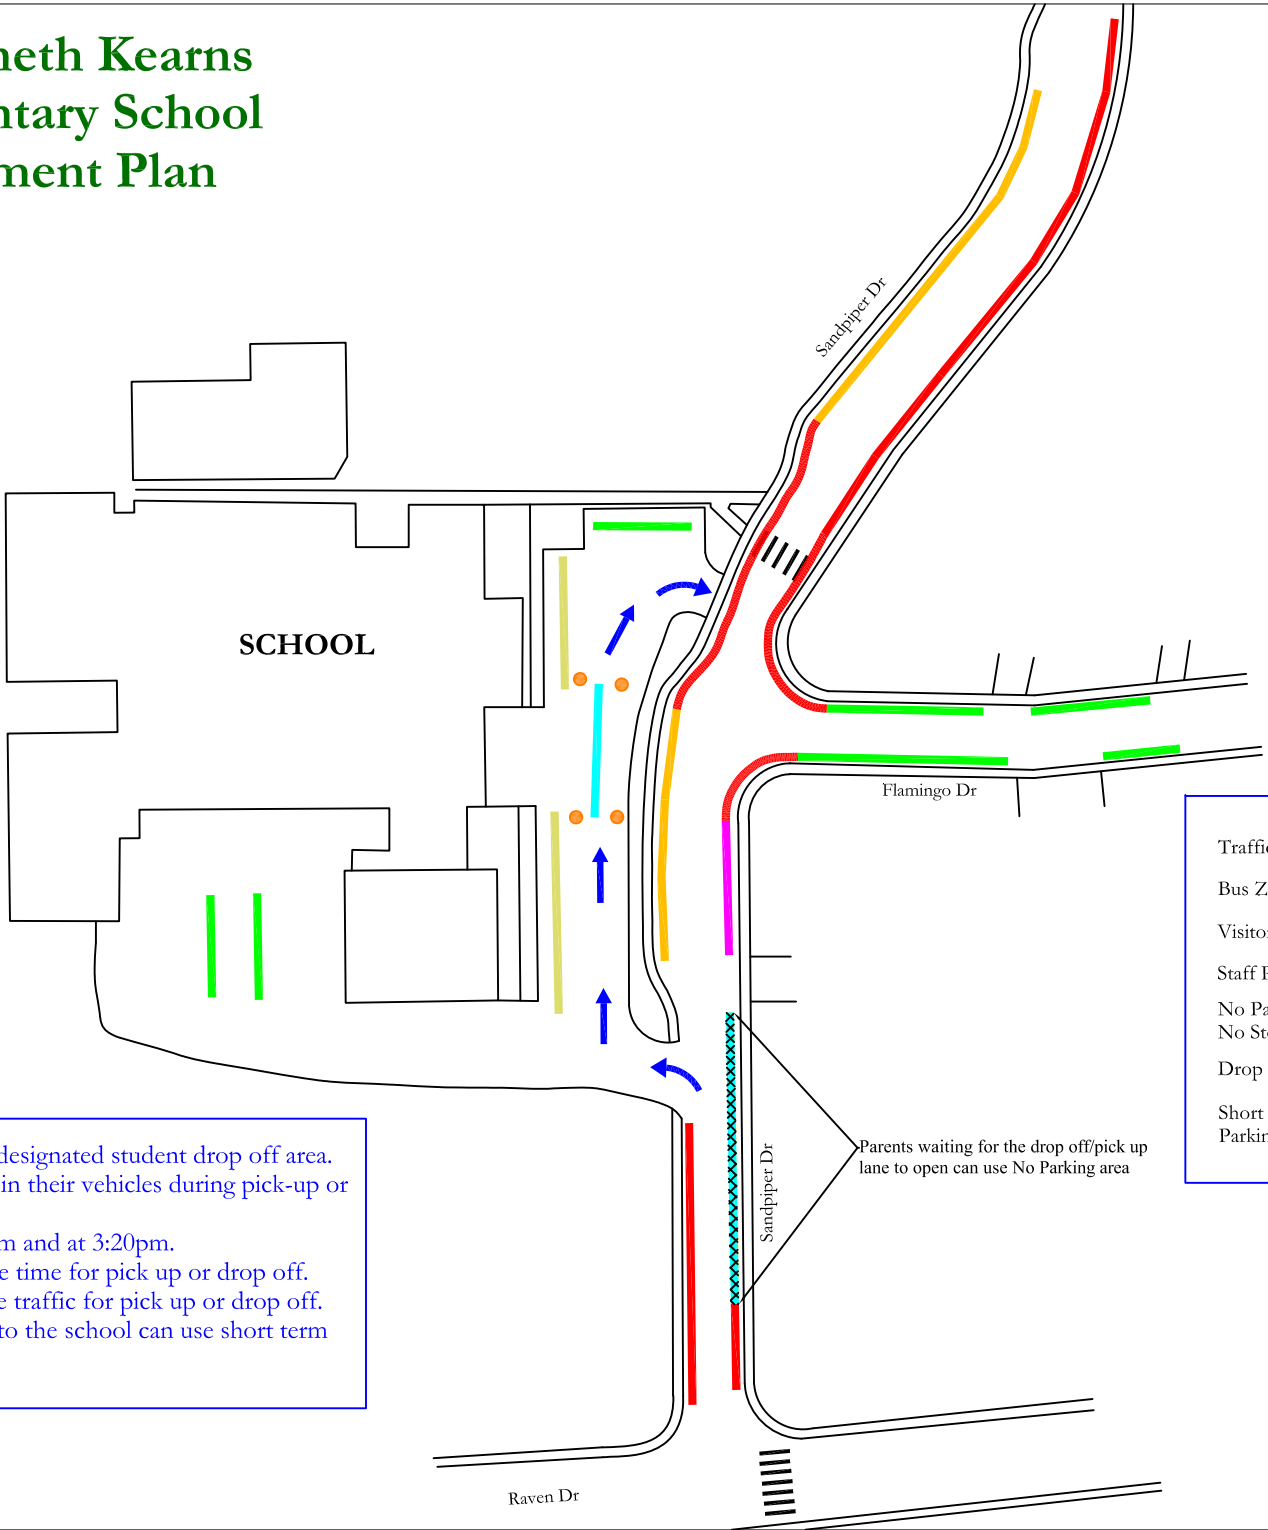 neth Kearns
ntary School
ment Plan
Sandpiper Dr
SCHOOL
Flamingo Dr
Traffic
Bus Z
Visitor
Staff P
No Pa
No Sto
Drop
Short
Parkin
designated student drop off area.
in their vehicles during pick-up or
m and at 3:20pm.
e time for pick up or drop off.
e traffic for pick up or drop off.
to the school can use short term
Parents waiting for the drop off/pick up
lane to open can use No Parking area
Sandpiper Dr
Raven Dr